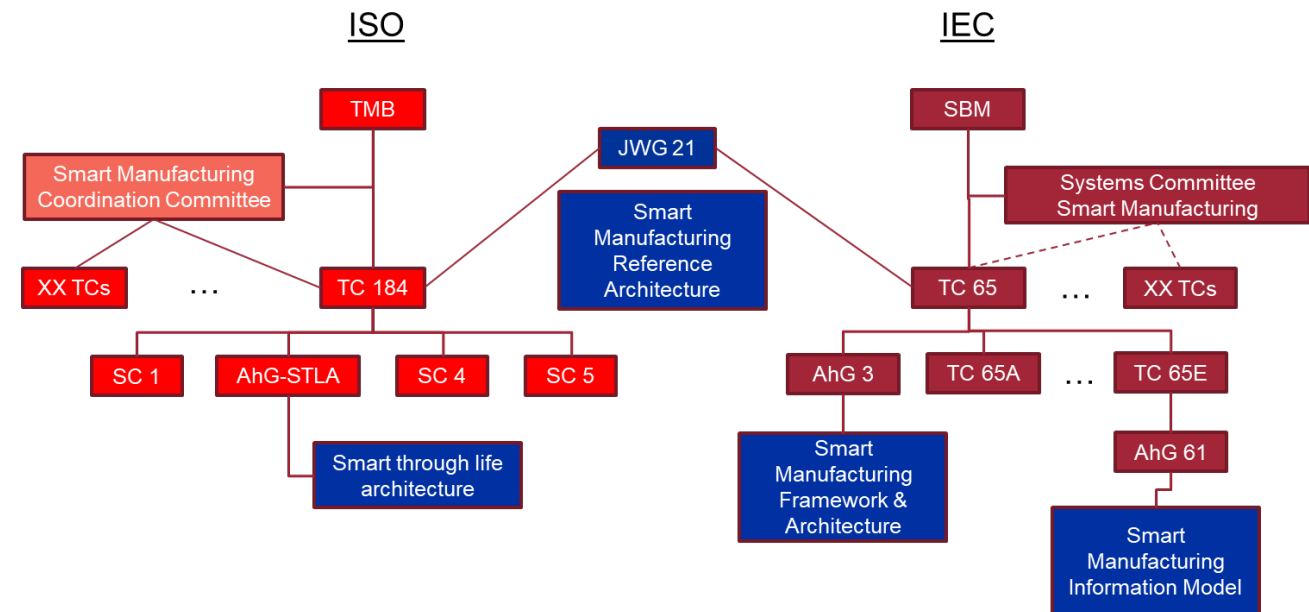 ISO
IEC
TMB
SBM
JWG 21
Smart Manufacturing
Coordination Committee
Systems Committee
Smart Manufacturing
Smart
Manufacturing
Reference
Architecture
XX TCs
...
TC 184
TC 65
...
XX TCs
SC 1
AhG-STLA
SC 4
SC 5
AhG 3
TC 65A
...
TC 65E
Smart through life
architecture
Smart
Manufacturing
Framework &
Architecture
AhG 61
Smart
Manufacturing
Information Model